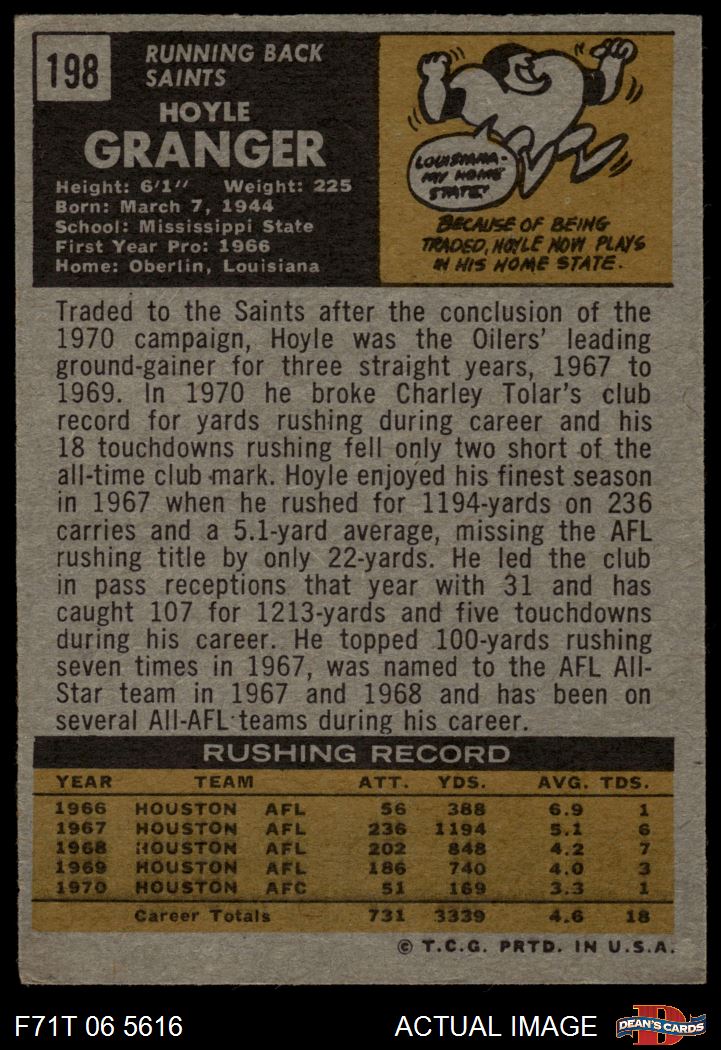 198
RUNNING BACK
SAINTS
HOYLE
GRANGER
Height: 6'1" Weight: 225
Born: March 7, 1944
School: Mississippi State
First Year Pro: 1966
Home: Oberlin, Louisiana
LOUISIANA-
MY HOME
STATE!
BECAUSE OF BEING
TRADED, HOYLE NOW PLAYS
IN HIS HOME STATE.
Traded to the Saints after the conclusion of the
1970 campaign, Hoyle was the Oilers' leading
ground-gainer for three straight years, 1967 to
1969. In 1970 he broke Charley Tolar's club
record for yards rushing during career and his
18 touchdowns rushing fell only two short of the
all-time club mark. Hoyle enjoyed his finest season
in 1967 when he rushed for 1194-yards on 236
carries and a 5.1-yard average, missing the AFL
rushing title by only 22-yards. He led the club
in pass receptions that year with 31 and has
caught 107 for 1213-yards and five touchdowns
during his career. He topped 100-yards rushing
seven times in 1967, was named to the AFL All-
Star team in 1967 and 1968 and has been on
several All-AFL teams during his career.
RUSHING RECORD
YEAR TEAM ATT. YDS. AVG. TDS.
1966 HOUSTON AFL 56 388 6.9 1
1967 HOUSTON AFL 236 1194 5.1 6
1968 HOUSTON AFL 202 848 4.2 7
1969 HOUSTON AFL 186 740 4.0 3
1970 HOUSTON AFC 51 169 3.3 1
Career Totals 731 3339 4.6 18
© T.C.G. PRTD. IN U.S.A.
F71T 06 5616 ACTUAL IMAGE
D
DEAN'S CARDS